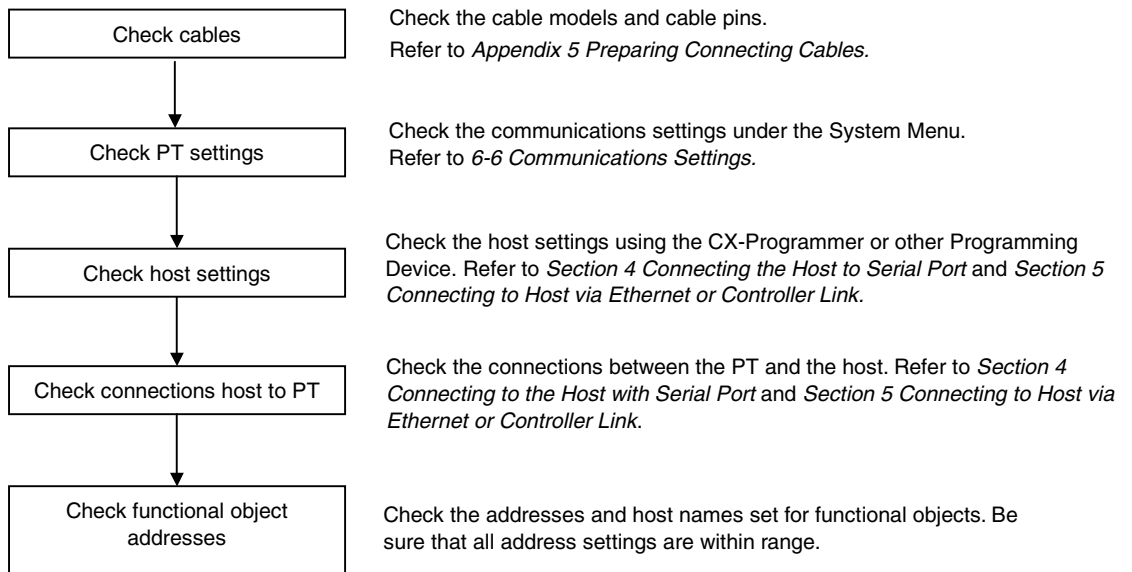 Check cables
Check the cable models and cable pins.
Refer to Appendix 5 Preparing Connecting Cables.
Check PT settings
Check the communications settings under the System Menu.
Refer to 6-6 Communications Settings.
Check host settings
Check the host settings using the CX-Programmer or other Programming
Device. Refer to Section 4 Connecting the Host to Serial Port and Section 5
Connecting to Host via Ethernet or Controller Link.
Check connections host to PT
Check the connections between the PT and the host. Refer to Section 4
Connecting to the Host with Serial Port and Section 5 Connecting to Host via
Ethernet or Controller Link.
Check functional object
addresses
Check the addresses and host names set for functional objects. Be
sure that all address settings are within range.